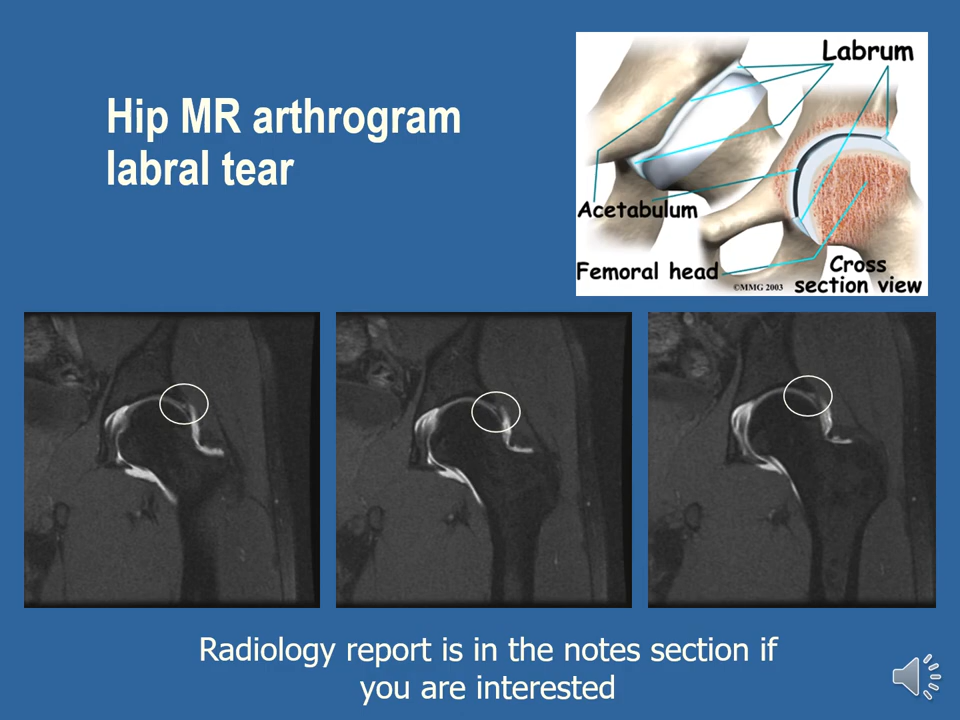 Hip MR arthrogram
labral tear
Labrum
Acetabulum
Femoral head
Cross
section view
©MMG 2003
Radiology report is in the notes section if
you are interested